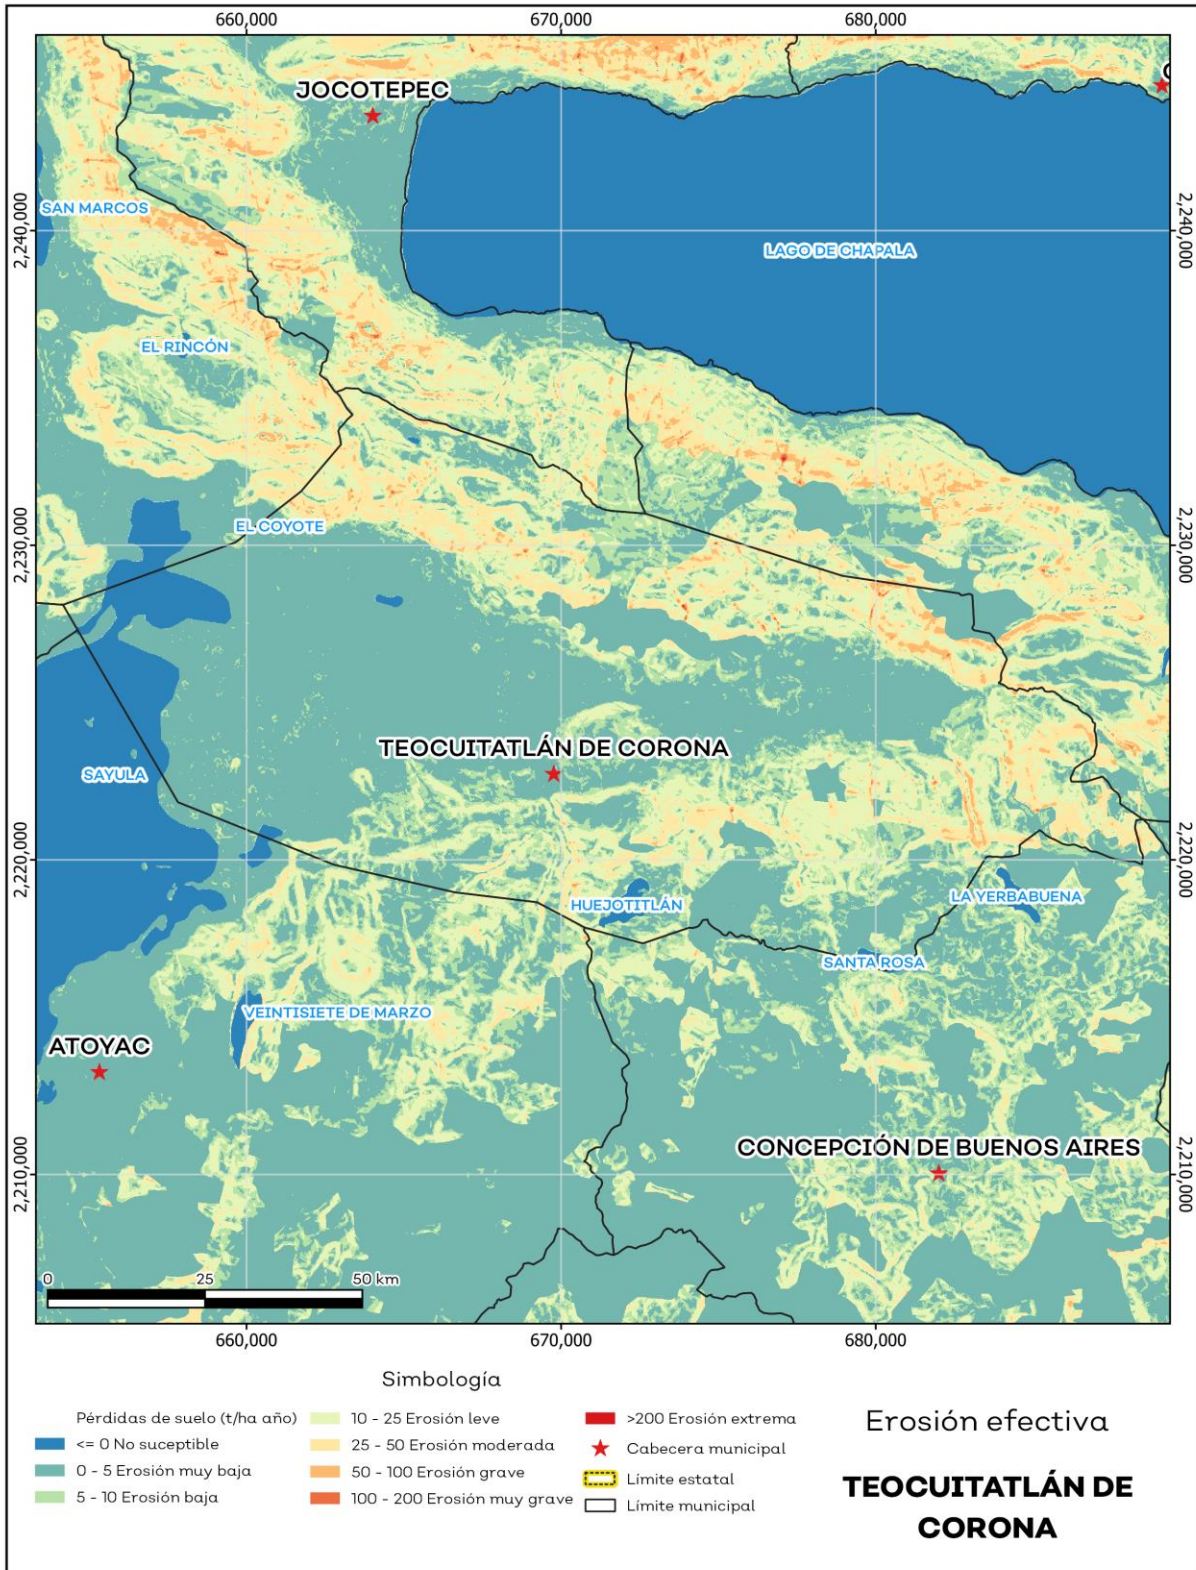 660,000
670,000
680,000
JOCOTEPEC
C
SAN MARCOS
2,240,000
2,240,000
LAGO DE CHAPALA
EL RINCÓN
EL COYOTE
2,230,000
2,230,000
TEOCUITATLÁN DE CORONA
SAYULA
2,220,000
2,220,000
HUEJOTITLÁN
LA YERBABUENA
SANTA ROSA
VEINTISIETE DE MARZO
ATOYAC
CONCEPCIÓN DE BUENOS AIRES
2,210,000
2,210,000
0 25 50 km
660,000
670,000
680,000
Simbología
Pérdidas de suelo (t/ha año)
<= 0 No suceptible
0 - 5 Erosión muy baja
5 - 10 Erosión baja
10 - 25 Erosión leve
25 - 50 Erosión moderada
50 - 100 Erosión grave
100 - 200 Erosión muy grave
>200 Erosión extrema
Cabecera municipal
Límite estatal
Límite municipal
Erosión efectiva
TEOCUITATLÁN DE
CORONA